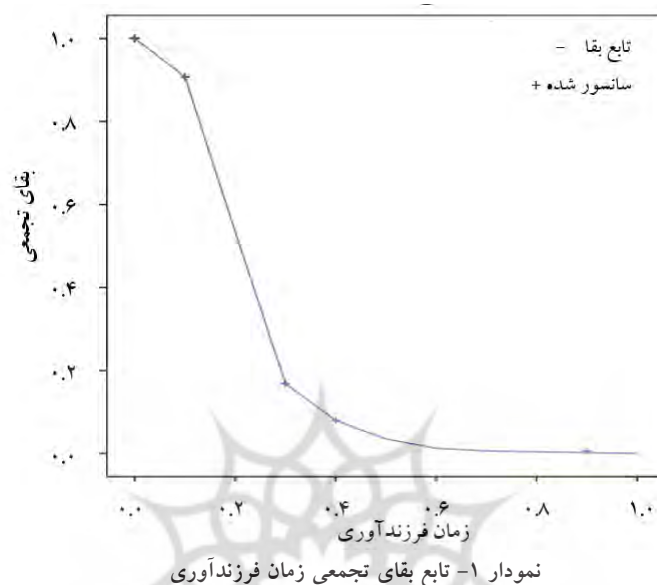 تابع بقا -
سانسور شده +
۱.۰
۰.۸
۰.۶
۰.۴
۰.۲
۰.۰
بقای تجمعی
۰.۰ ۰.۲ ۰.۴ ۰.۶ ۰.۸ ۱.۰
زمان فرزندآوری
نمودار ۱- تابع بقای تجمعی زمان فرزندآوری